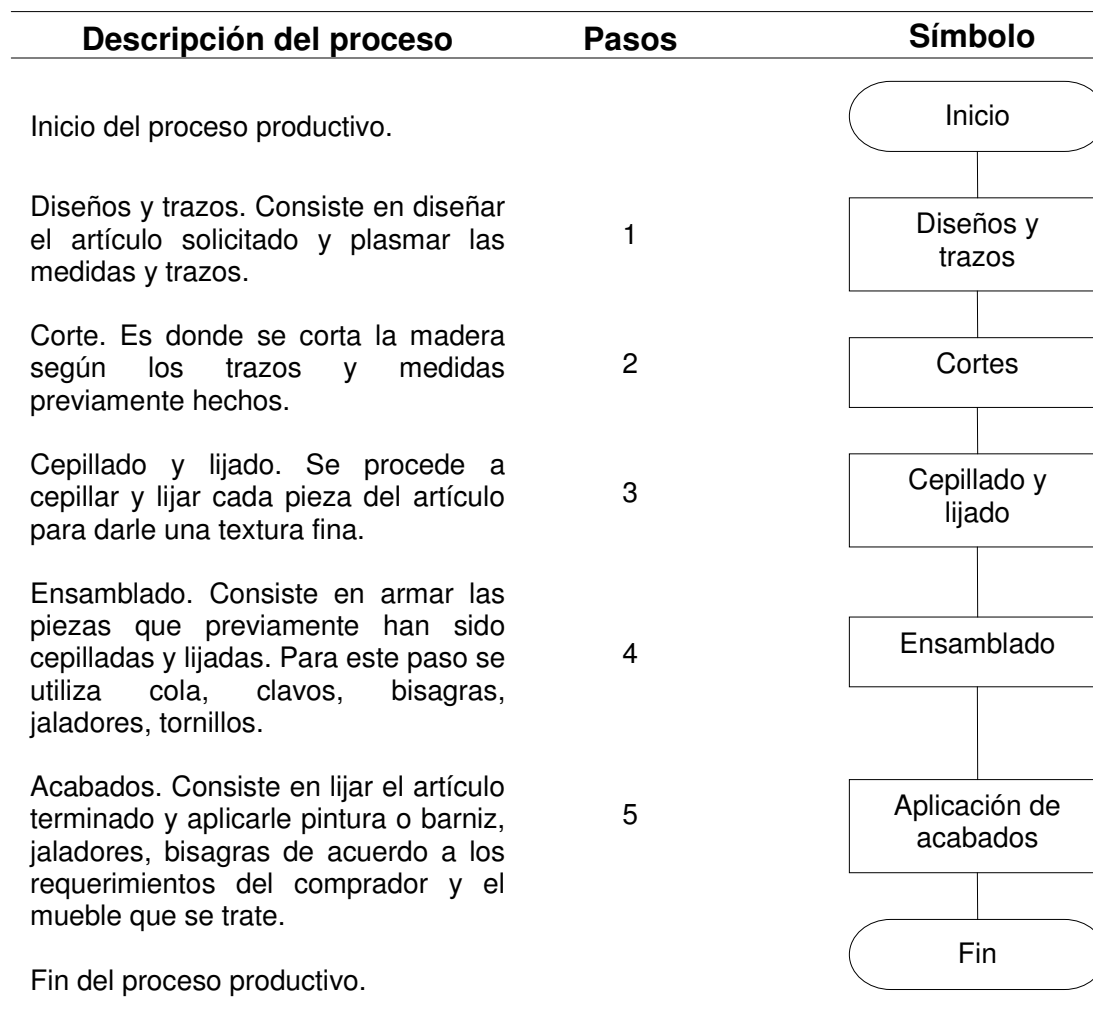 Descripción del proceso Pasos Símbolo
Inicio del proceso productivo.
Inicio
Diseños y trazos. Consiste en diseñar
el artículo solicitado y plasmar las
medidas y trazos.
1
Diseños y
trazos
Corte. Es donde se corta la madera
según los trazos y medidas
previamente hechos.
2
Cortes
Cepillado y lijado. Se procede a
cepillar y lijar cada pieza del artículo
para darle una textura fina.
3
Cepillado y
lijado
Ensamblado. Consiste en armar las
piezas que previamente han sido
cepilladas y lijadas. Para este paso se
utiliza cola, clavos, bisagras,
jaladores, tornillos.
4
Ensamblado
Acabados. Consiste en lijar el artículo
terminado y aplicarle pintura o barniz,
jaladores, bisagras de acuerdo a los
requerimientos del comprador y el
mueble que se trate.
5
Aplicación de
acabados
Fin del proceso productivo.
Fin